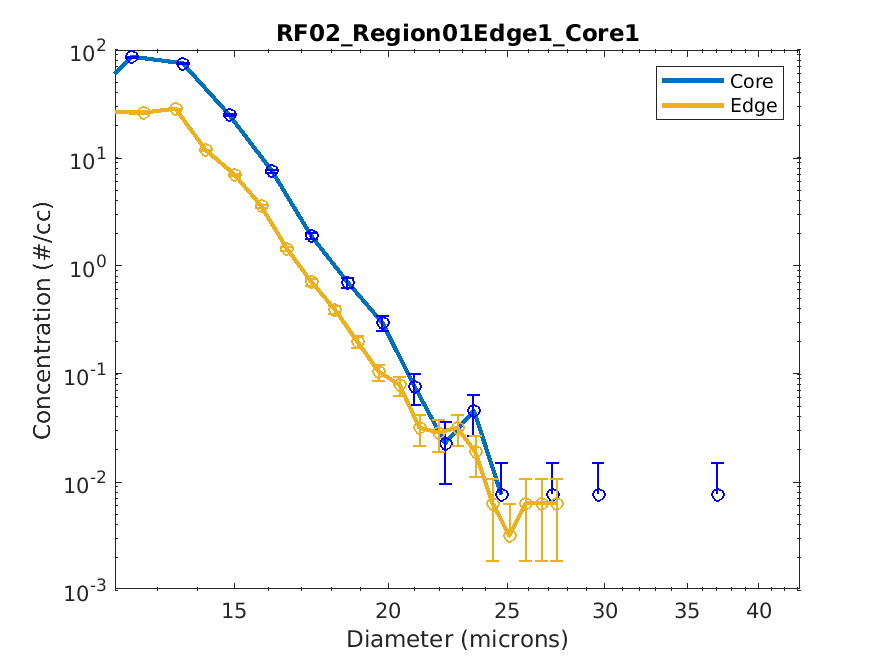 RF02_Region01Edge1_Core1
Core
Edge
Concentration (#/cc)
10^2
10^1
10^0
10^-1
10^-2
10^-3
15 20 25 30 35 40
Diameter (microns)